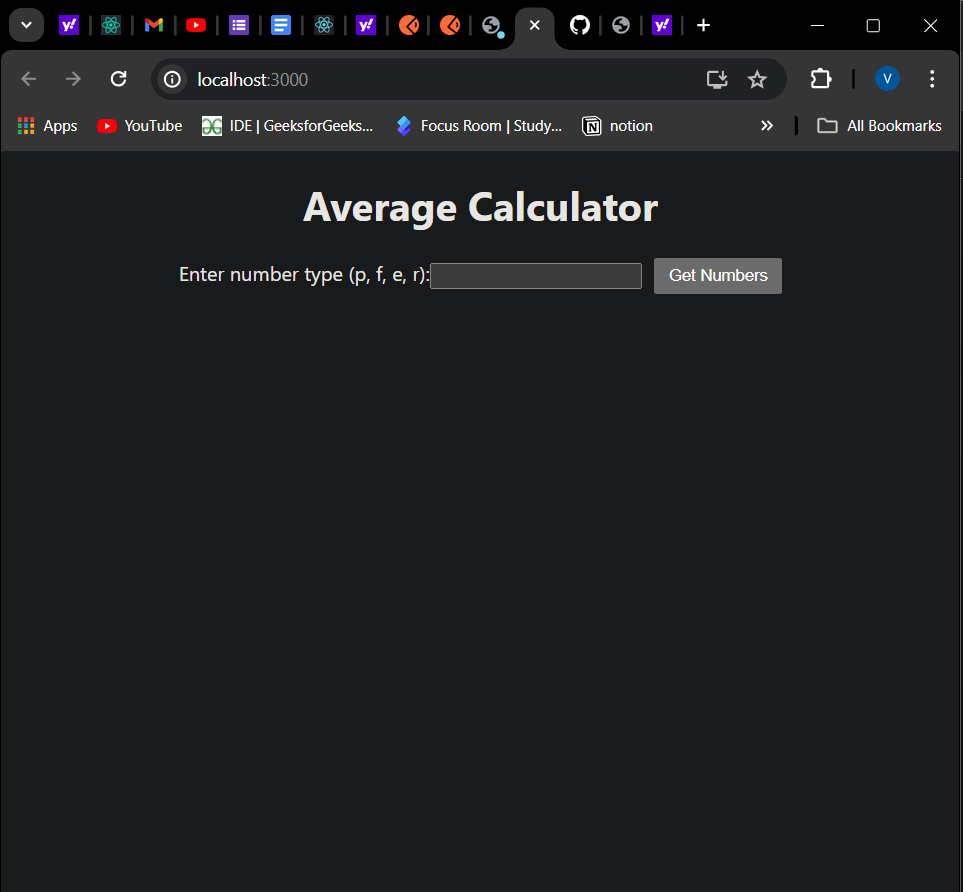 y! y! y!
localhost:3000
V
Apps YouTube IDE | GeeksforGeeks... Focus Room | Study,... notion All Bookmarks
Average Calculator
Enter number type (p, f, e, r): Get Numbers